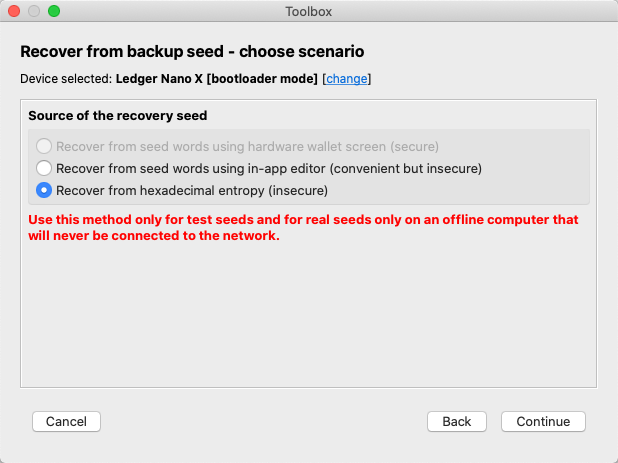 Toolbox
Recover from backup seed - choose scenario
Device selected: Ledger Nano X [bootloader mode] [change]
Source of the recovery seed
Recover from seed words using hardware wallet screen (secure)
Recover from seed words using in-app editor (convenient but insecure)
Recover from hexadecimal entropy (insecure)
Use this method only for test seeds and for real seeds only on an offline computer that
will never be connected to the network.
Cancel
Back
Continue